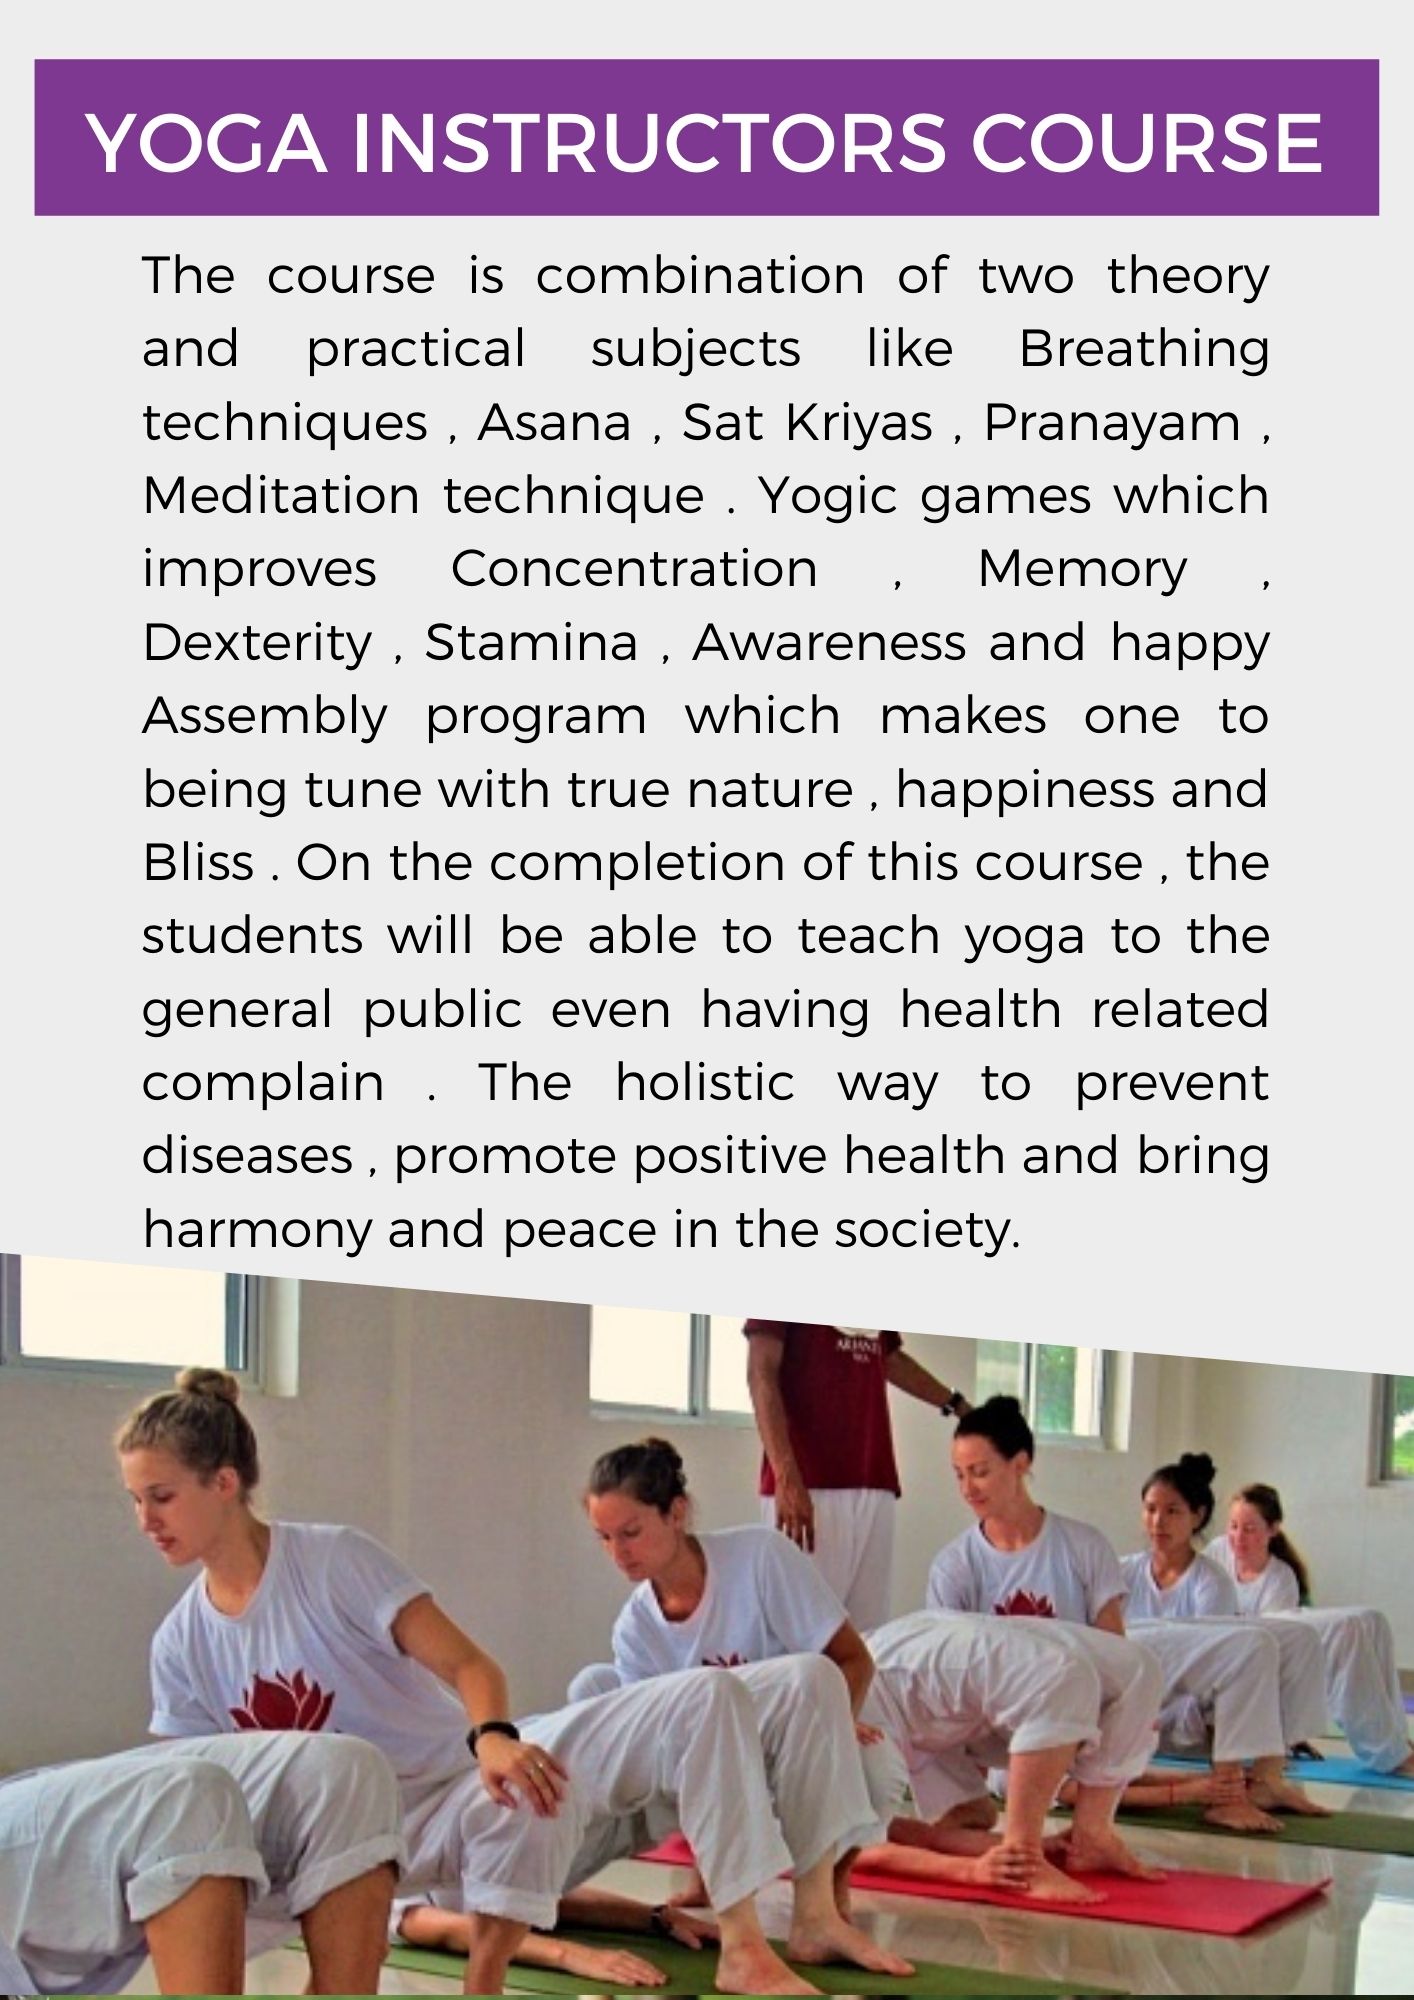 YOGA INSTRUCTORS COURSE
The course is combination of two theory
and practical subjects like Breathing
techniques , Asana , Sat Kriyas , Pranayam ,
Meditation technique . Yogic games which
improves Concentration , Memory ,
Dexterity , Stamina , Awareness and happy
Assembly program which makes one to
being tune with true nature , happiness and
Bliss . On the completion of this course , the
students will be able to teach yoga to the
general public even having health related
complain . The holistic way to prevent
diseases , promote positive health and bring
harmony and peace in the society.